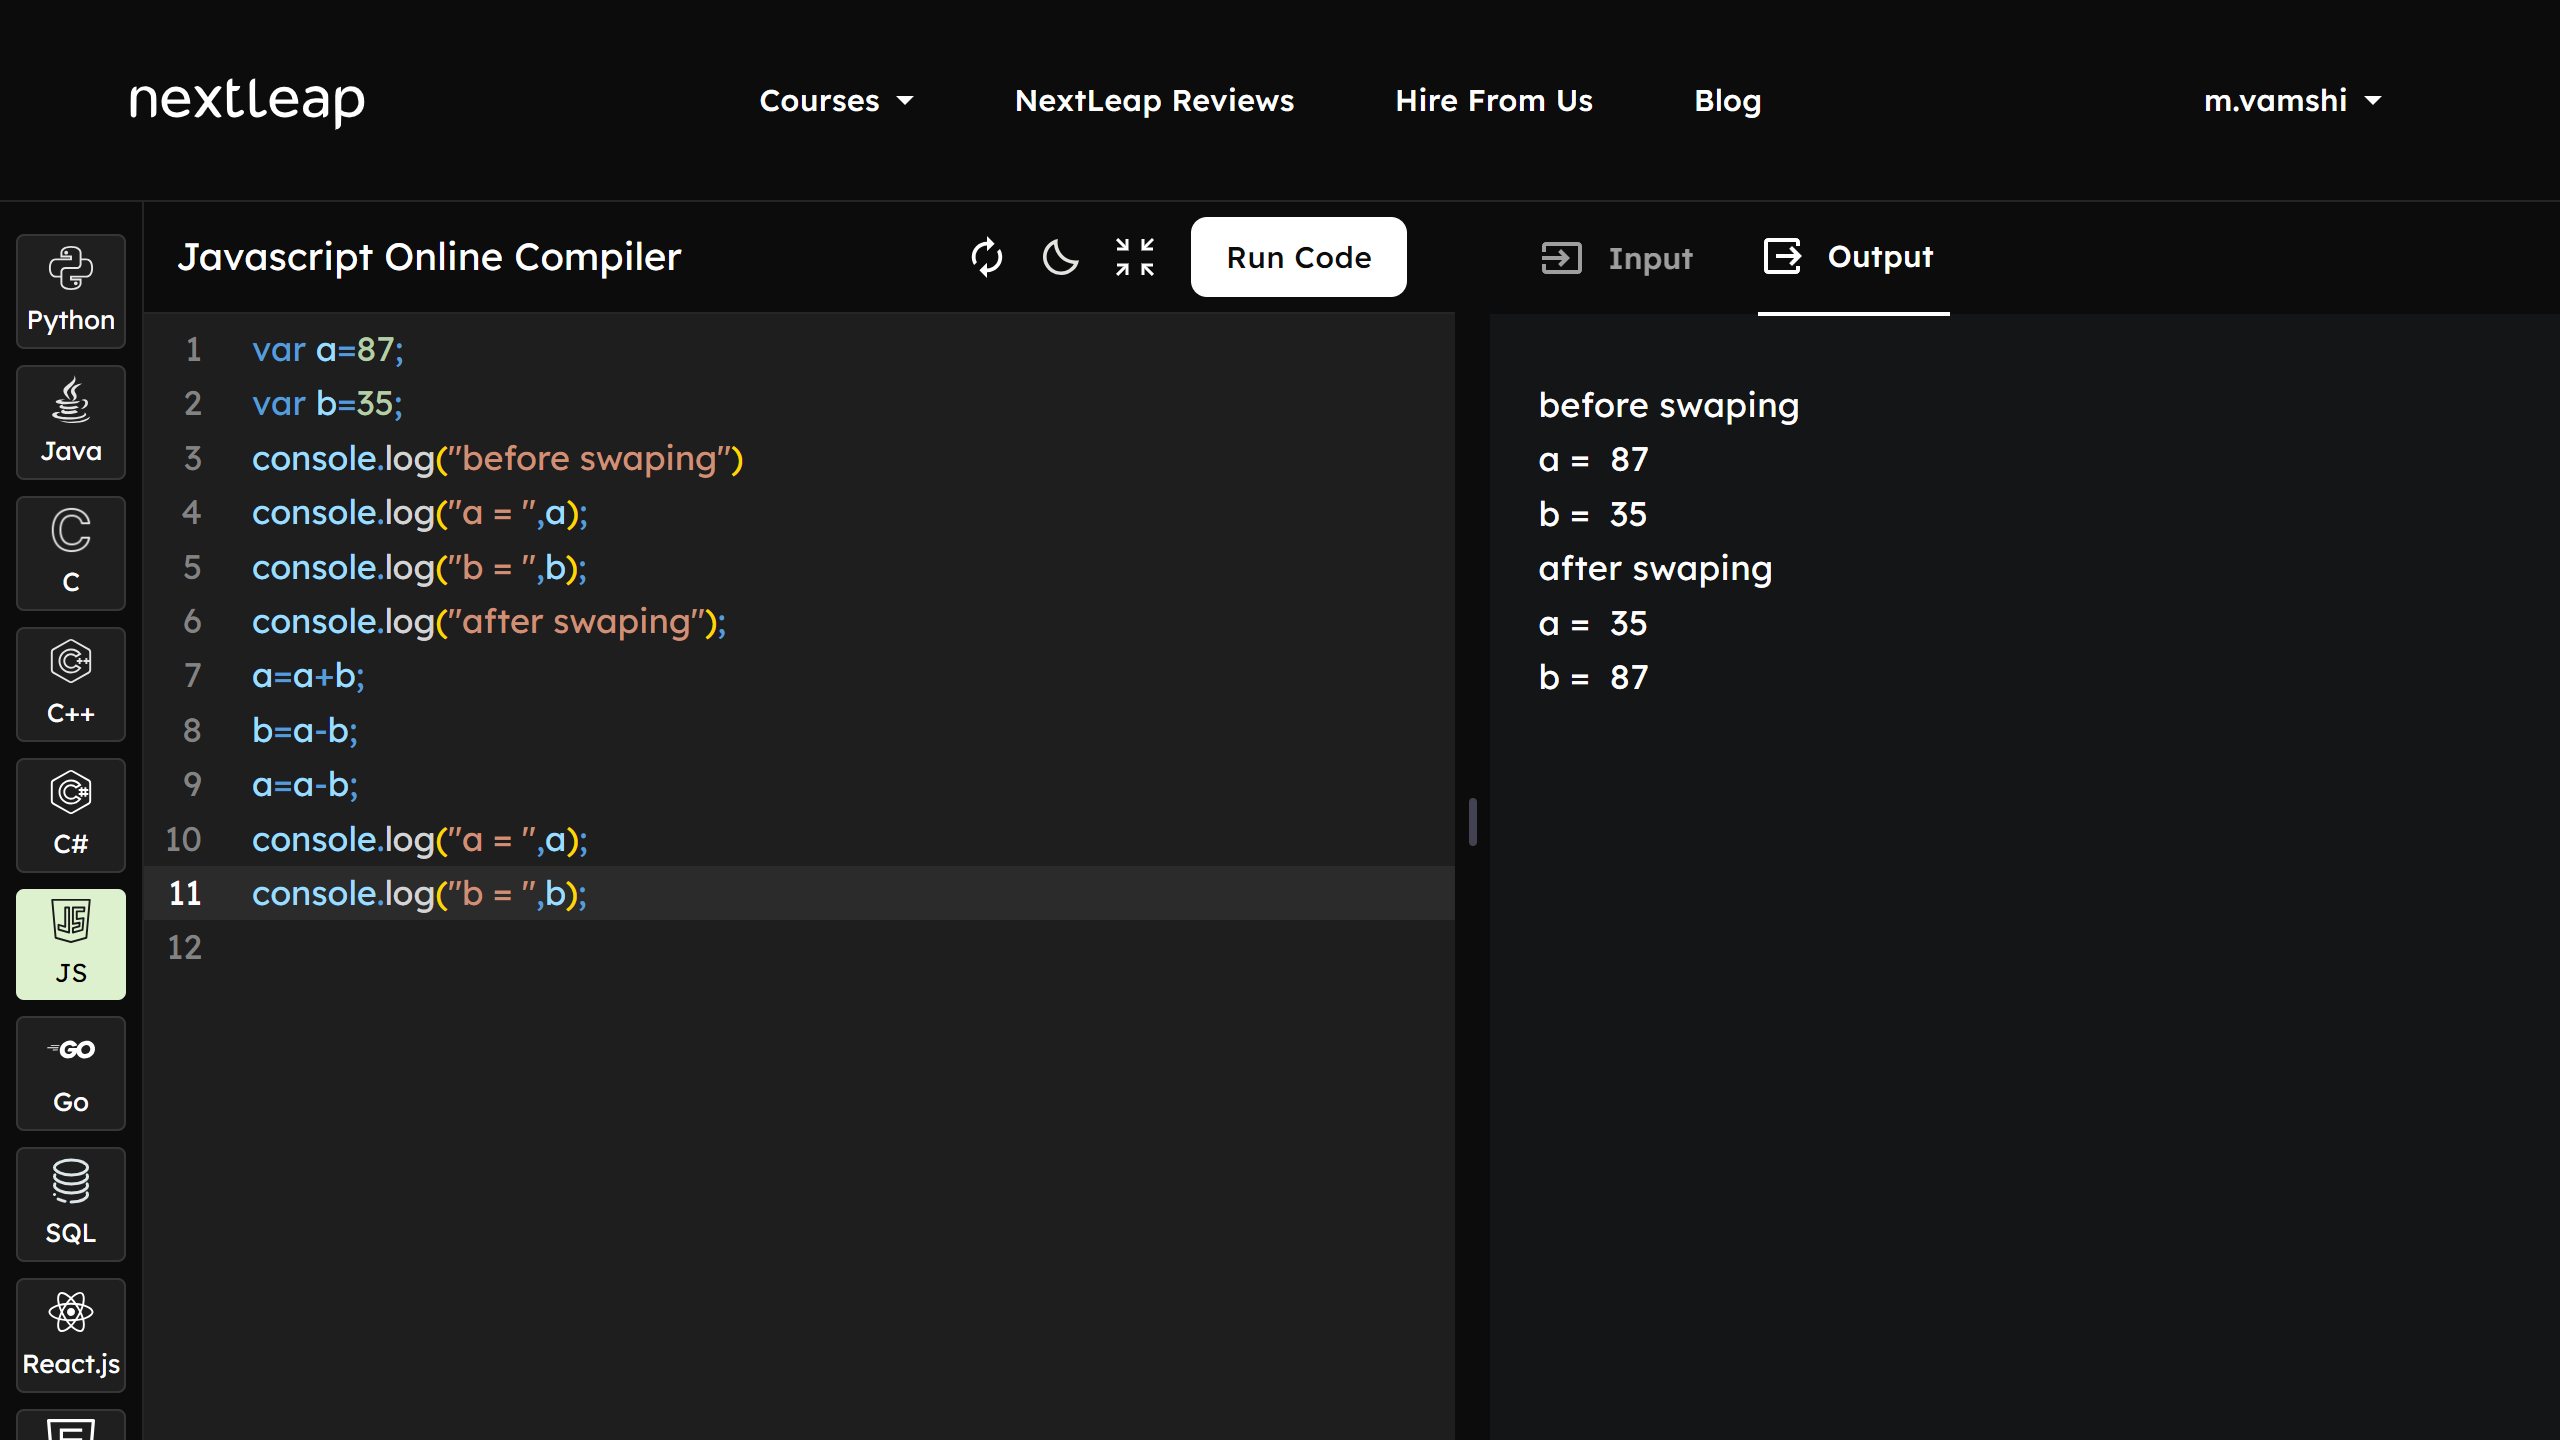 nextleap
Courses
NextLeap Reviews
Hire From Us
Blog
m.vamshi
Python
Java
C
C++
C#
JS
Go
SQL
React.js
Javascript Online Compiler
Run Code
1 var a=87;
2 var b=35;
3 console.log("before swaping")
4 console.log("a = ",a);
5 console.log("b = ",b);
6 console.log("after swaping");
7 a=a+b;
8 b=a-b;
9 a=a-b;
10 console.log("a = ",a);
11 console.log("b = ",b);
12
Input
Output
before swaping
a =  87
b =  35
after swaping
a =  35
b =  87